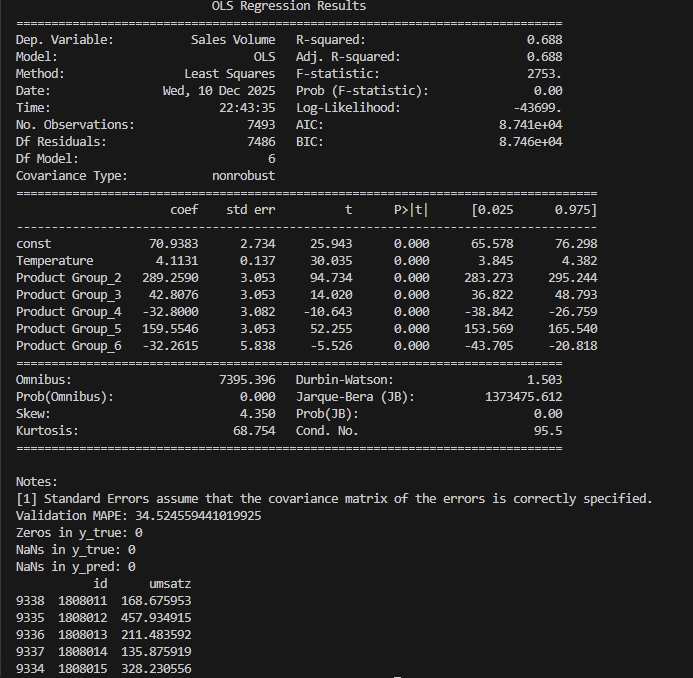 OLS Regression Results
==============================================================================
Dep. Variable:           Sales Volume   R-squared:                       0.688
Model:                            OLS   Adj. R-squared:                  0.688
Method:                 Least Squares   F-statistic:                     2753.
Date:                Wed, 10 Dec 2025   Prob (F-statistic):               0.00
Time:                        22:43:35   Log-Likelihood:                -43699.
No. Observations:                7493   AIC:                         8.741e+04
Df Residuals:                    7486   BIC:                         8.746e+04
Df Model:                           6
Covariance Type:            nonrobust
===================================================================================
                      coef    std err          t      P>|t|      [0.025      0.975]
-----------------------------------------------------------------------------------
const              70.9383      2.734     25.943      0.000      65.578      76.298
Temperature         4.1131      0.137     30.035      0.000       3.845       4.382
Product Group_2   289.2590      3.053     94.734      0.000     283.273     295.244
Product Group_3    42.8076      3.053     14.020      0.000      36.822      48.793
Product Group_4   -32.8000      3.082    -10.643      0.000     -38.842     -26.759
Product Group_5   159.5546      3.053     52.255      0.000     153.569     165.540
Product Group_6   -32.2615      5.838     -5.526      0.000     -43.705     -20.818
==============================================================================
Omnibus:                     7395.396   Durbin-Watson:                   1.503
Prob(Omnibus):                  0.000   Jarque-Bera (JB):          1373475.612
Skew:                           4.350   Prob(JB):                         0.00
Kurtosis:                      68.754   Cond. No.                         95.5
==============================================================================
Notes:
[1] Standard Errors assume that the covariance matrix of the errors is correctly specified.
Validation MAPE: 34.524559441019925
Zeros in y_true: 0
NaNs in y_true: 0
NaNs in y_pred: 0
           id      umsatz
9338  1808011  168.675953
9335  1808012  457.934915
9336  1808013  211.483592
9337  1808014  135.875919
9334  1808015  328.230556